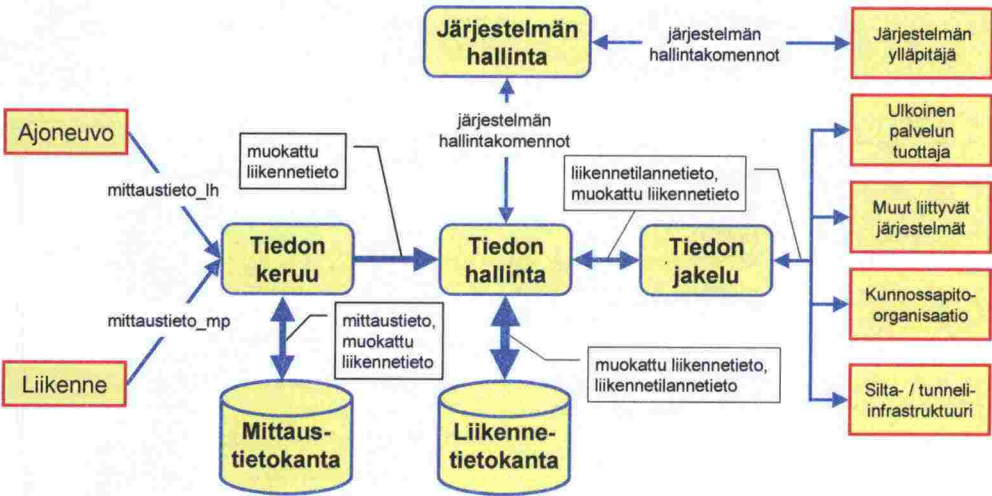 Järjestelmän
hallinta
järjestelmän
hallintakomennot
Järjestelmän
ylläpitäjä
Ajoneuvo
muokattu
liikennetieto
järjestelmän
hallintakomennot
Ulkoinen
palvelun
tuottaja
mittaustieto_lh
liikennetilannetieto,
muokattu liikennetieto
Muut liittyvät
järjestelmät
Tiedon
keruu
Tiedon
hallinta
Tiedon
jakelu
Kunnossapito-
organisaatio
mittaustieto_mp
mittaustieto,
muokattu
liikennetieto
muokattu liikennetieto,
liikennetilannetieto
Liikenne
Silta- / tunneli-
infrastruktuuri
Mittaus-
tietokanta
Liikenne-
tietokanta